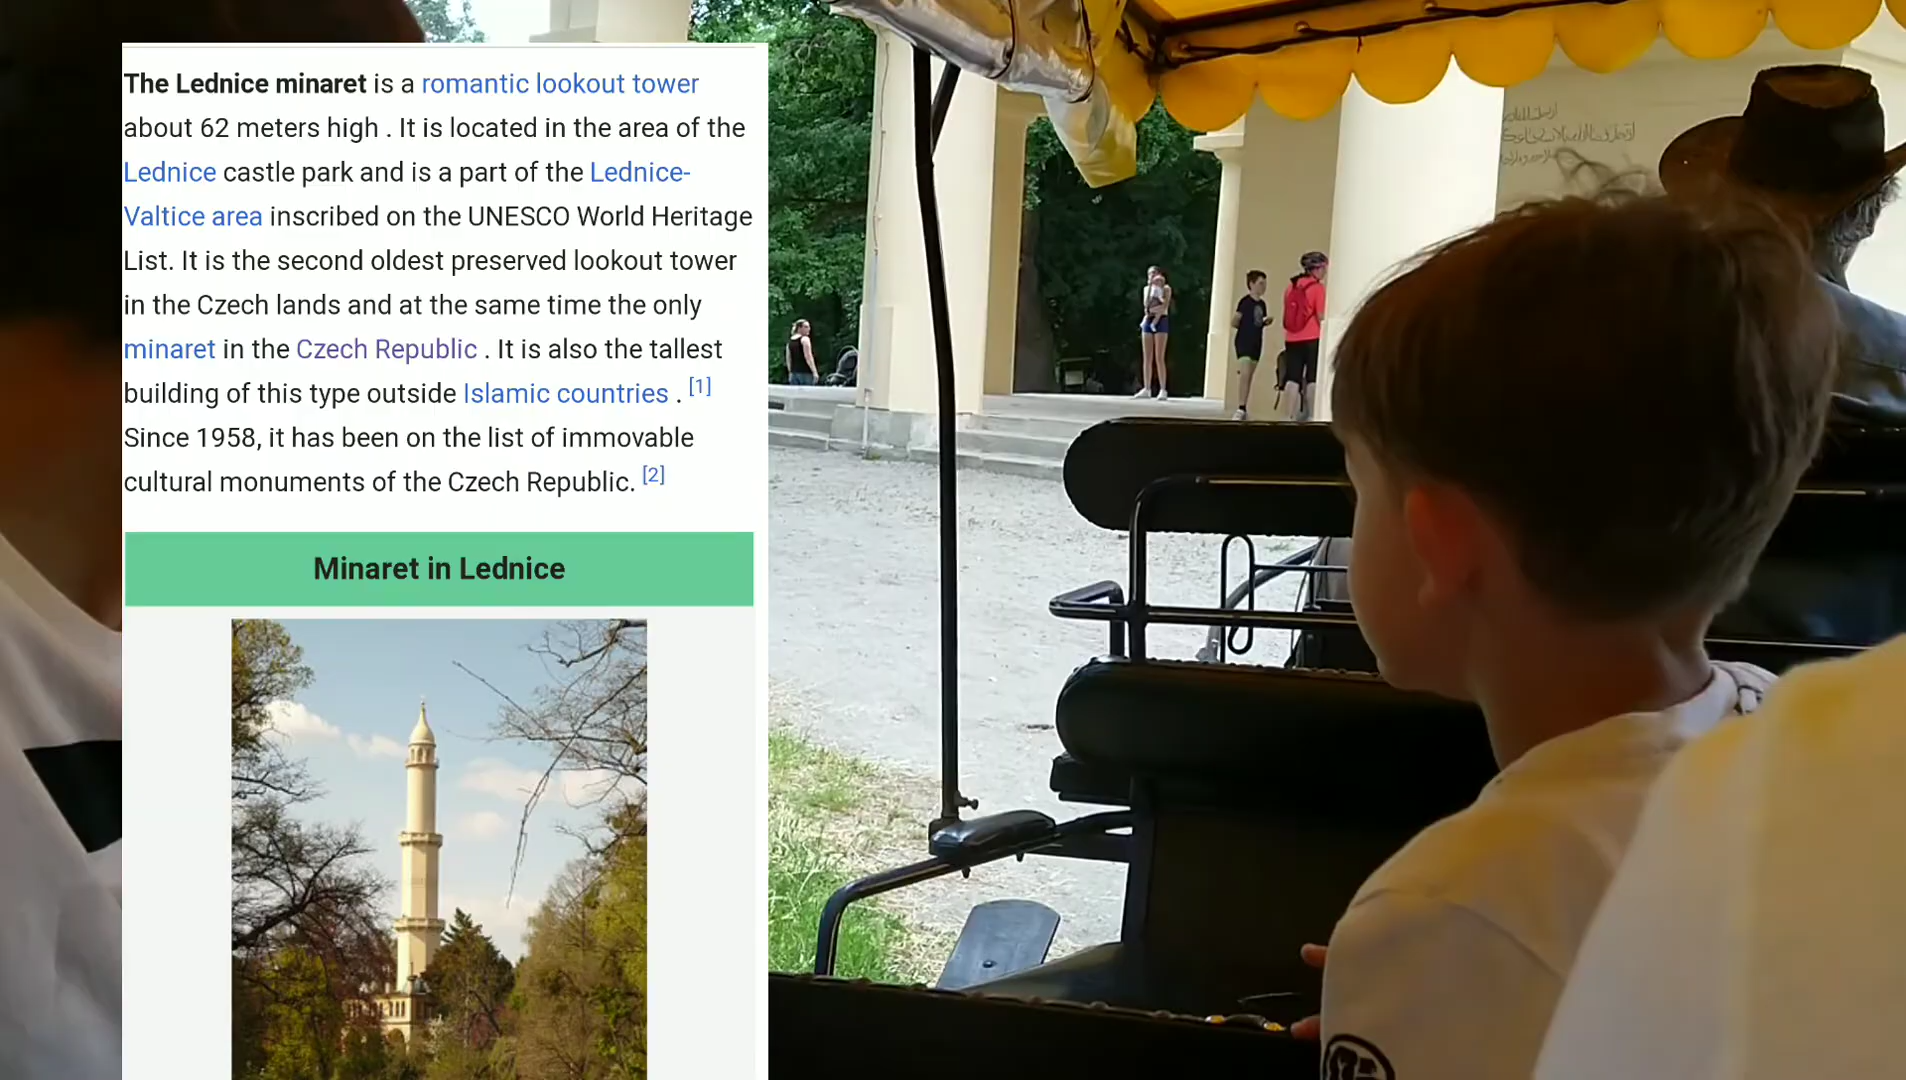 The Lednice minaret is a romantic lookout tower
about 62 meters high . It is located in the area of the
Lednice castle park and is a part of the Lednice-
Valtice area inscribed on the UNESCO World Heritage
List. It is the second oldest preserved lookout tower
in the Czech lands and at the same time the only
minaret in the Czech Republic . It is also the tallest
building of this type outside Islamic countries . [1]
Since 1958, it has been on the list of immovable
cultural monuments of the Czech Republic. [2]
Minaret in Lednice